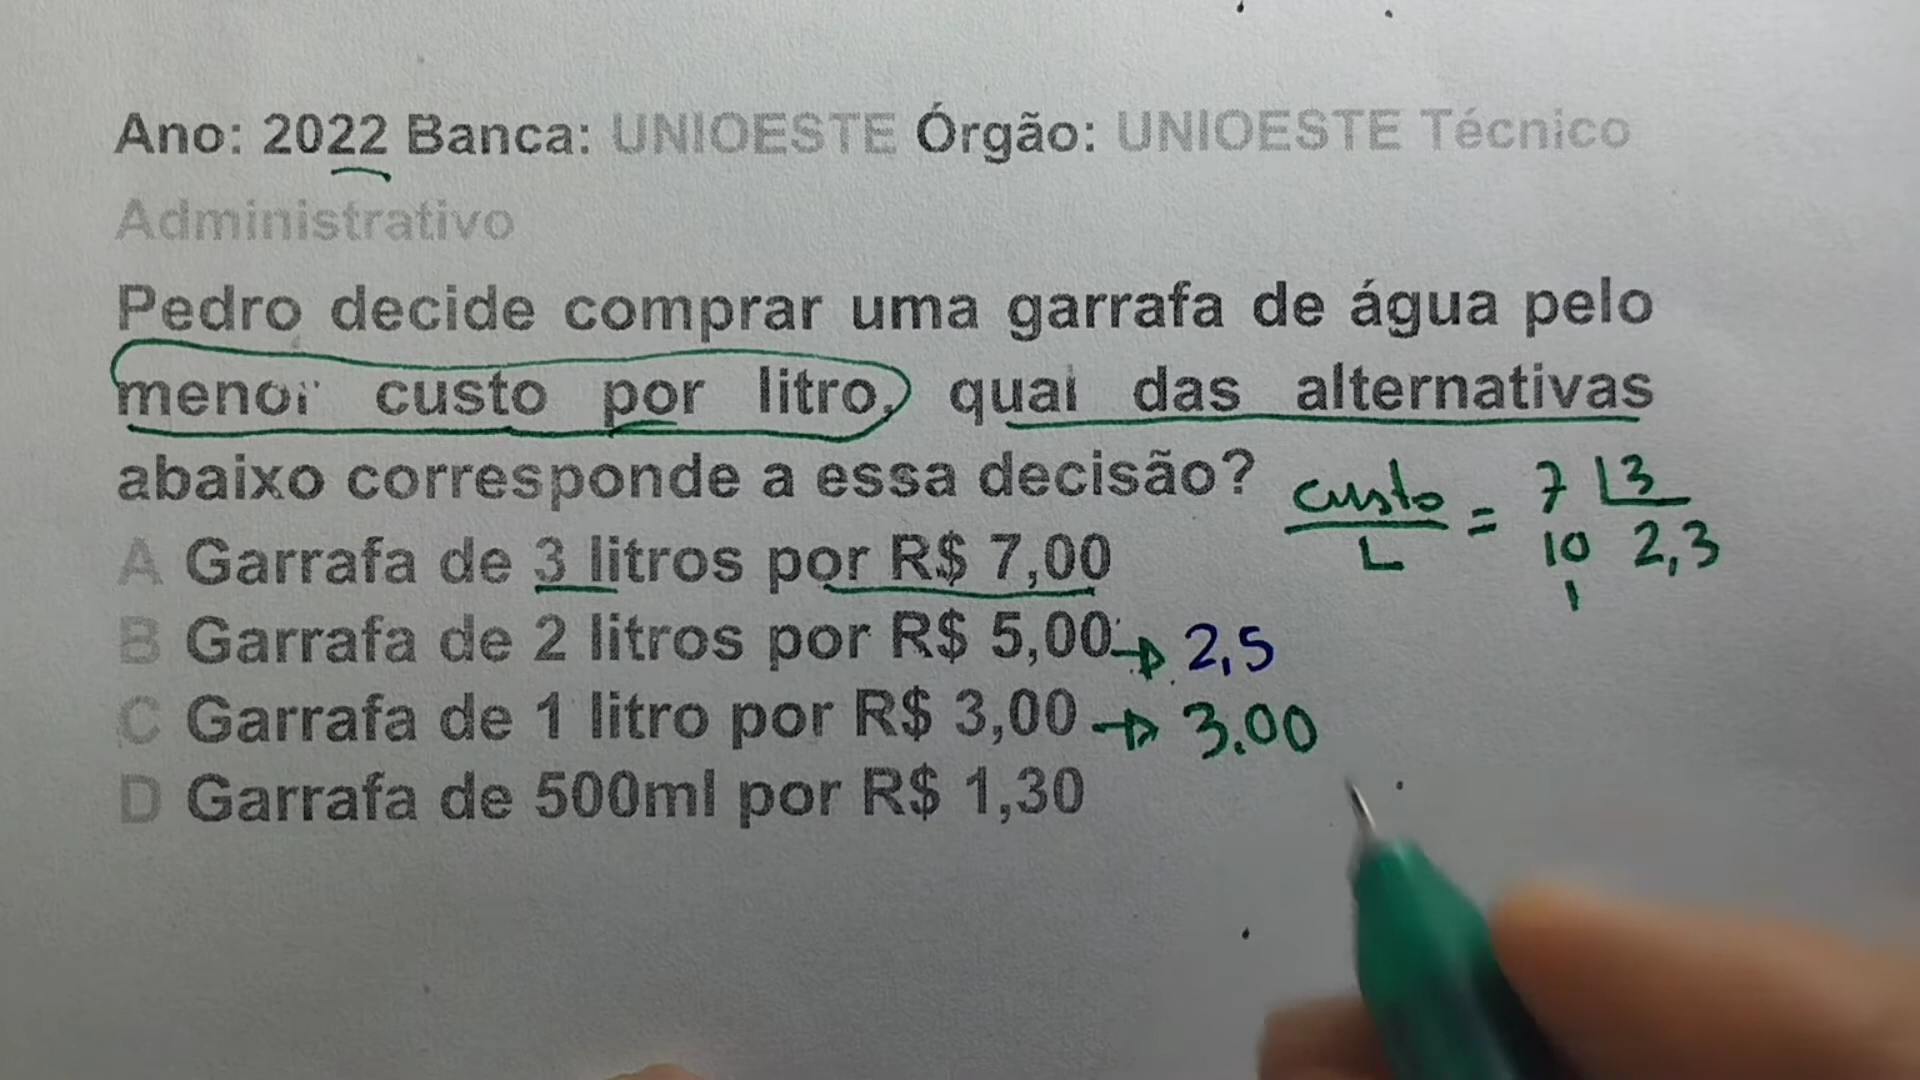 Ano: 2022 Banca: UNIOESTE Órgão: UNIOESTE Técnico
Administrativo
Pedro decide comprar uma garrafa de água pelo
menor custo por litro, qual das alternativas
abaixo corresponde a essa decisão?
custo
L
=
7 3
10 2,3
1
A Garrafa de 3 litros por R$ 7,00
B Garrafa de 2 litros por R$ 5,00 → 2,5
C Garrafa de 1 litro por R$ 3,00 → 3.00
D Garrafa de 500ml por R$ 1,30